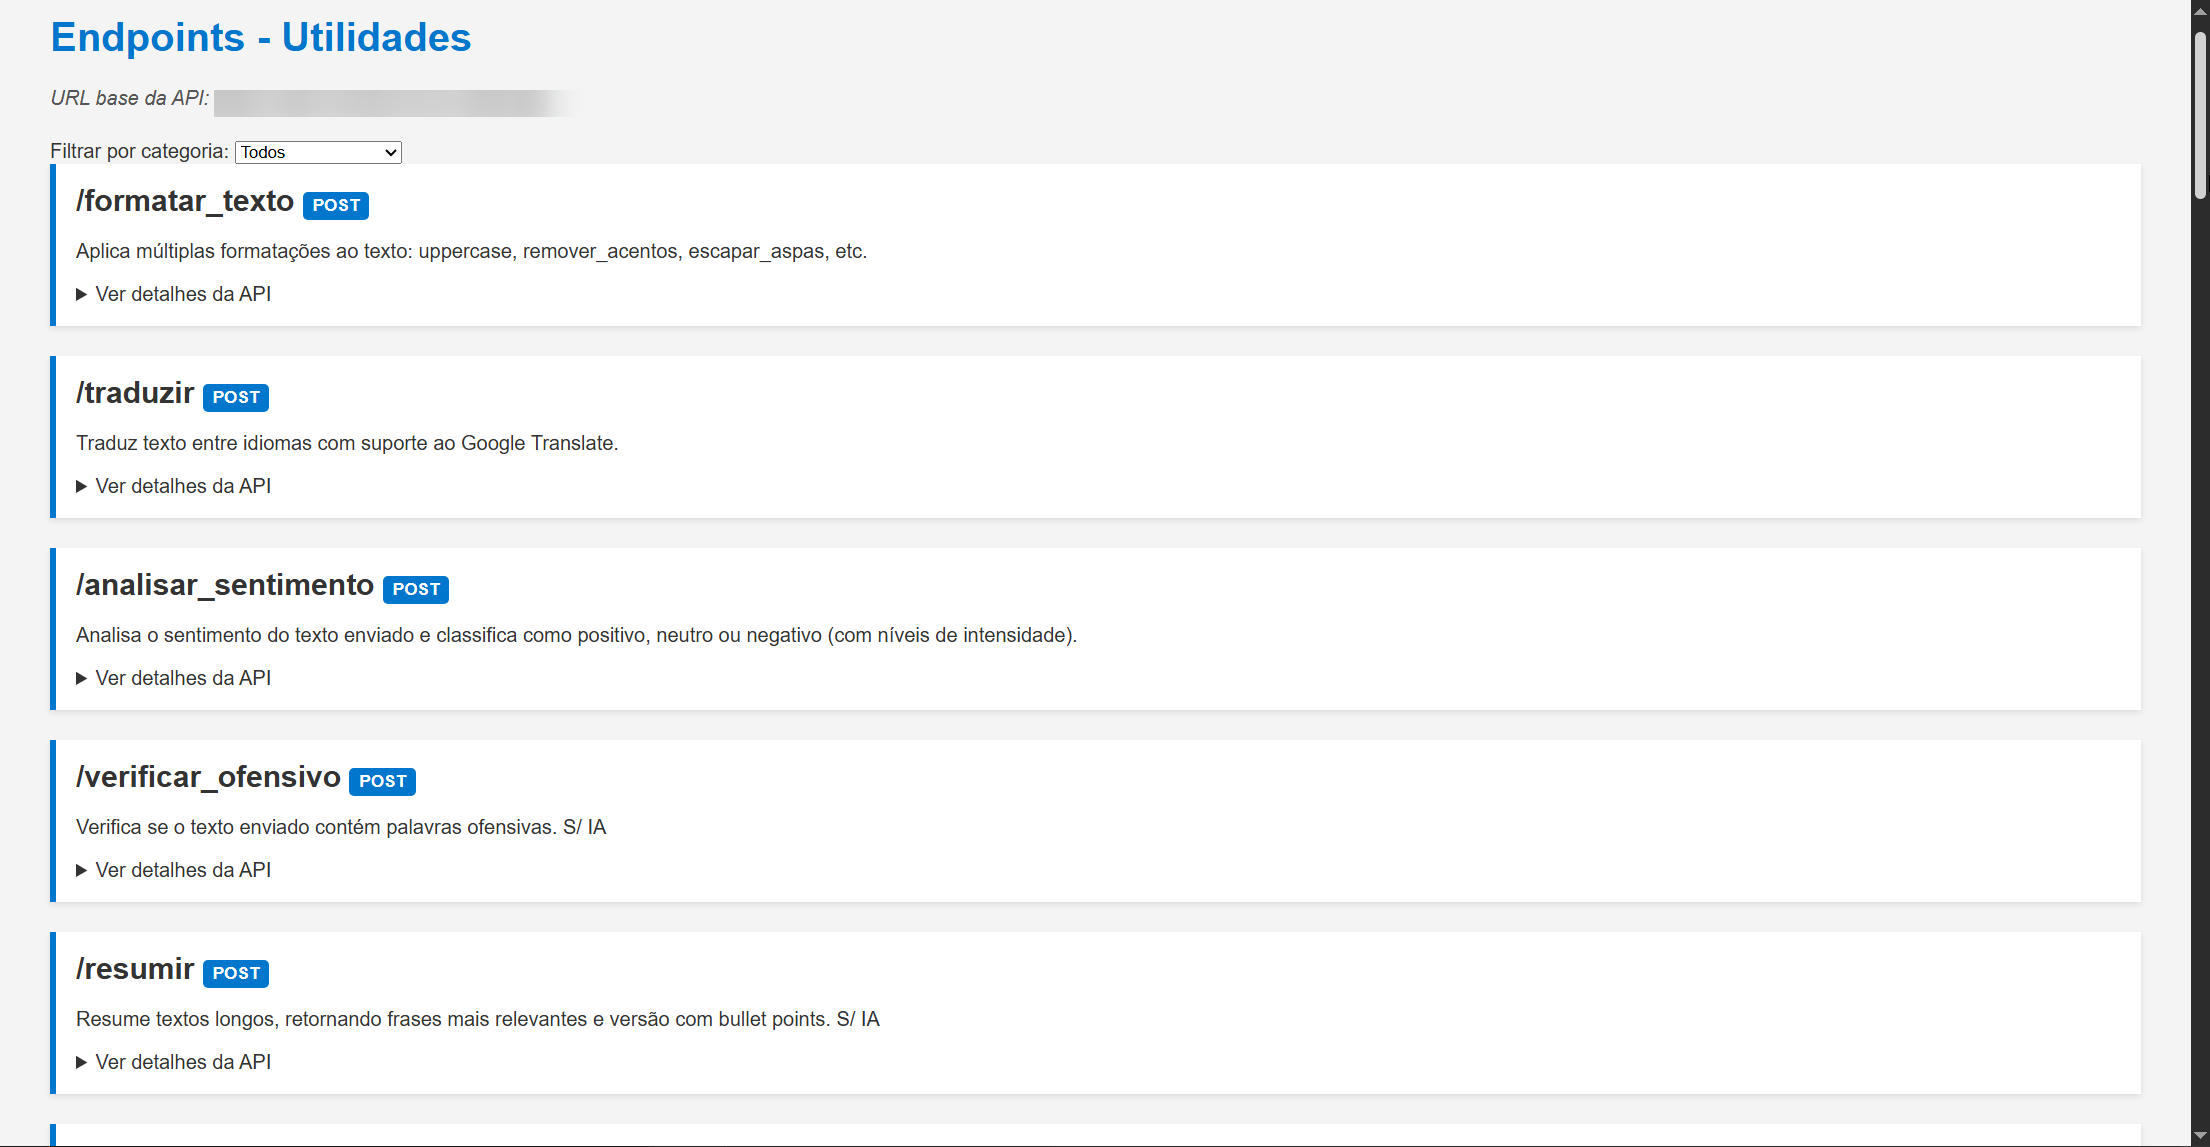 Endpoints - Utilidades
URL base da API:
Filtrar por categoria: Todos
/formatar_texto POST
Aplica múltiplas formatações ao texto: uppercase, remover_acentos, escapar_aspas, etc.
▶ Ver detalhes da API
/traduzir POST
Traduz texto entre idiomas com suporte ao Google Translate.
▶ Ver detalhes da API
/analisar_sentimento POST
Analisa o sentimento do texto enviado e classifica como positivo, neutro ou negativo (com níveis de intensidade).
▶ Ver detalhes da API
/verificar_ofensivo POST
Verifica se o texto enviado contém palavras ofensivas. S/ IA
▶ Ver detalhes da API
/resumir POST
Resume textos longos, retornando frases mais relevantes e versão com bullet points. S/ IA
▶ Ver detalhes da API